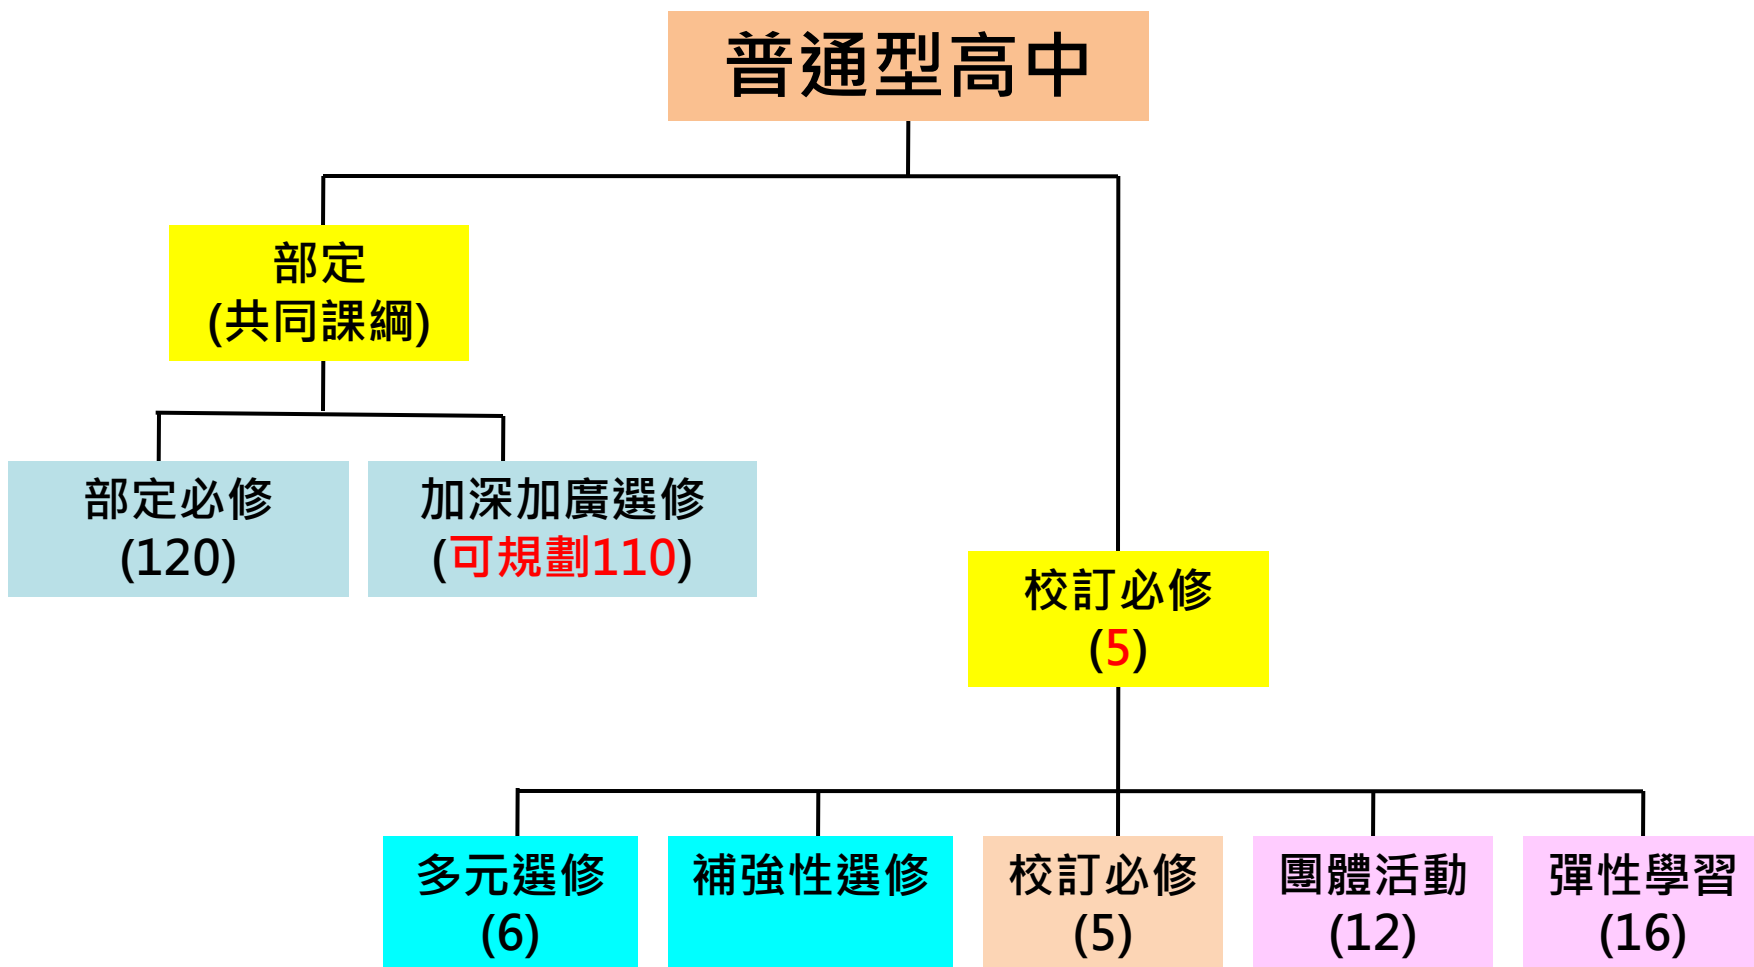 普通型高中
部定
(共同課綱)
部定必修
(120)
加深加廣選修
(可規劃110)
校訂必修
(5)
多元選修
(6)
補強性選修
校訂必修
(5)
團體活動
(12)
彈性學習
(16)